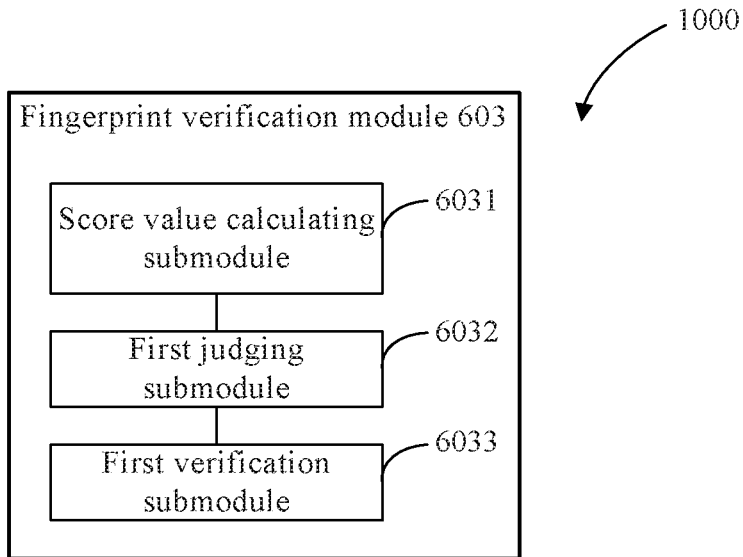 1000
Fingerprint verification module 603
Score value calculating
submodule
6031
First judging
submodule
6032
First verification
submodule
6033